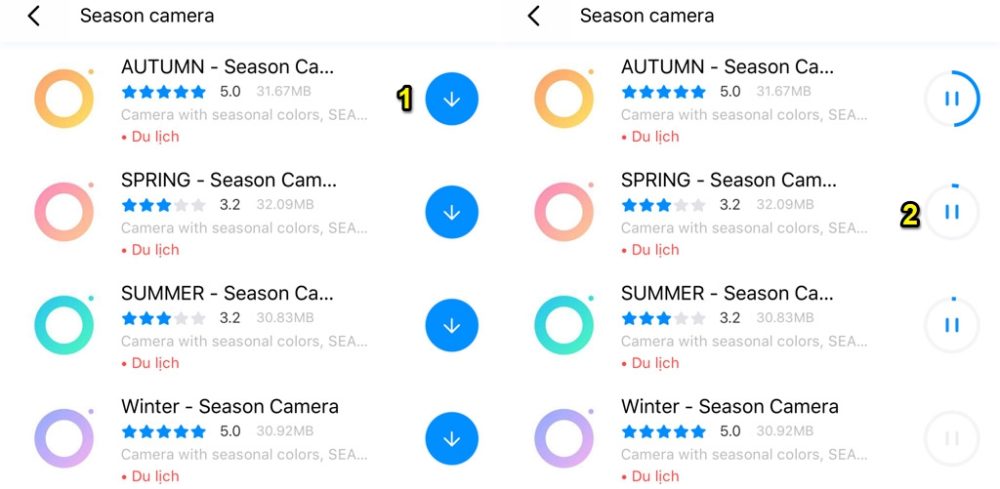 Season camera
AUTUMN - Season Ca...
5.0 31.67MB
Camera with seasonal colors, SEA...
• Du lịch
1
SPRING - Season Cam...
3.2 32.09MB
Camera with seasonal colors, SEA...
• Du lịch
SUMMER - Season Ca...
3.2 30.83MB
Camera with seasonal colors, SEA...
• Du lịch
Winter - Season Camera
5.0 30.92MB
Camera with seasonal colors, SEA...
• Du lịch
Season camera
AUTUMN - Season Ca...
5.0 31.67MB
Camera with seasonal colors, SEA...
• Du lịch
SPRING - Season Cam...
3.2 32.09MB
2
Camera with seasonal colors, SEA...
• Du lịch
SUMMER - Season Ca...
3.2 30.83MB
Camera with seasonal colors, SEA...
• Du lịch
Winter - Season Camera
5.0 30.92MB
Camera with seasonal colors, SEA...
• Du lịch